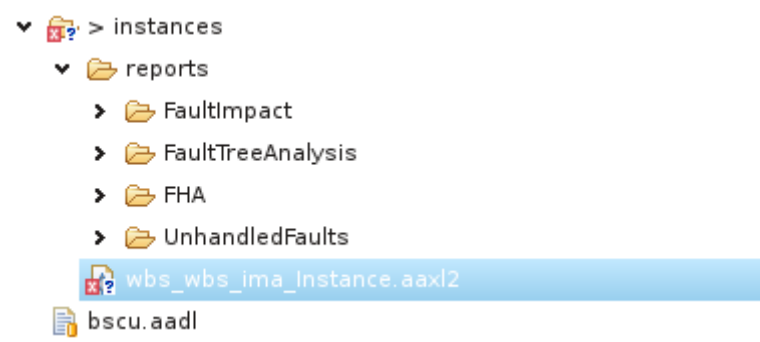 > instances
reports
FaultImpact
FaultTreeAnalysis
FHA
UnhandledFaults
wbs_wbs_ima_Instance.aaxl2
bscu.aadl